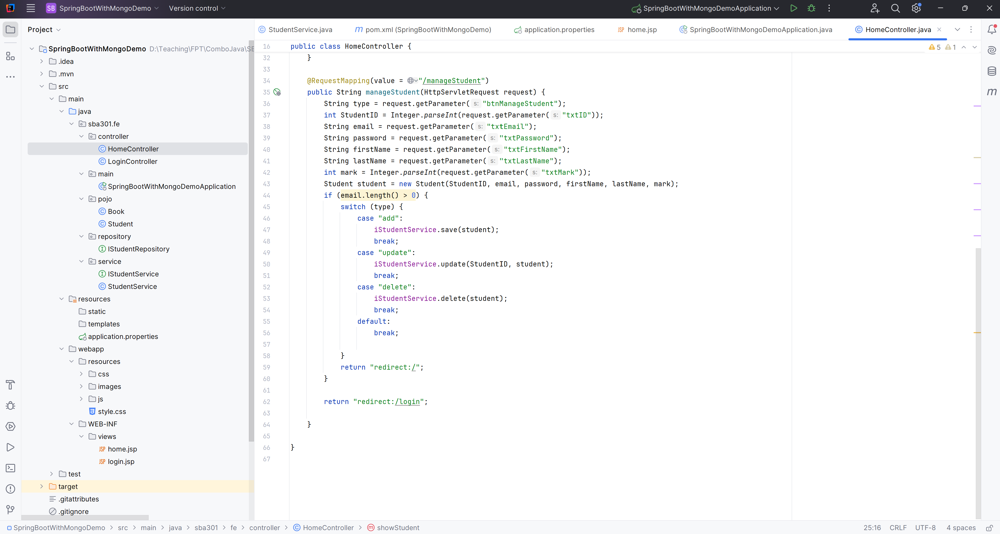 SB SpringBootWithMongoDemo Version control SpringBootWithMongoDemoApplication
Project
StudentService.java pom.xml (SpringBootWithMongoDemo) application.properties JSP home.jsp SpringBootWithMongoDemoApplication.java HomeController.java
SpringBootWithMongoDemo D:\Teaching\FPT\ComboJava\SE
.idea
.mvn
src
main
java
sba301.fe
controller
HomeController
LoginController
main
SpringBootWithMongoDemoApplication
pojo
Book
Student
repository
IStudentRepository
service
IStudentService
StudentService
resources
static
templates
application.properties
webapp
resources
css
images
js
style.css
WEB-INF
views
JSP home.jsp
JSP login.jsp
test
target
.gitattributes
.gitignore
16 public class HomeController {
5 1
32 }
33
34 @RequestMapping(value = "/manageStudent")
35 public String manageStudent(HttpServletRequest request) {
36 String type = request.getParameter( s: "btnManageStudent");
37 int StudentID = Integer.parseInt(request.getParameter( s: "txtID"));
38 String email = request.getParameter( s: "txtEmail");
39 String password = request.getParameter( s: "txtPassword");
40 String firstName = request.getParameter( s: "txtFirstName");
41 String lastName = request.getParameter( s: "txtLastName");
42 int mark = Integer.parseInt(request.getParameter( s: "txtMark"));
43 Student student = new Student(StudentID, email, password, firstName, lastName, mark);
44 if (email.length() > 0) {
45 switch (type) {
46 case "add":
47 iStudentService.save(student);
48 break;
49 case "update":
50 iStudentService.update(StudentID, student);
51 break;
52 case "delete":
53 iStudentService.delete(student);
54 break;
55 default:
56 break;
57
58 }
59 return "redirect:/";
60 }
61
62 return "redirect:/login";
63
64 }
65
66 }
67
SpringBootWithMongoDemo > src > main > java > sba301 > fe > controller > HomeController > showStudent 25:16 CRLF UTF-8 4 spaces